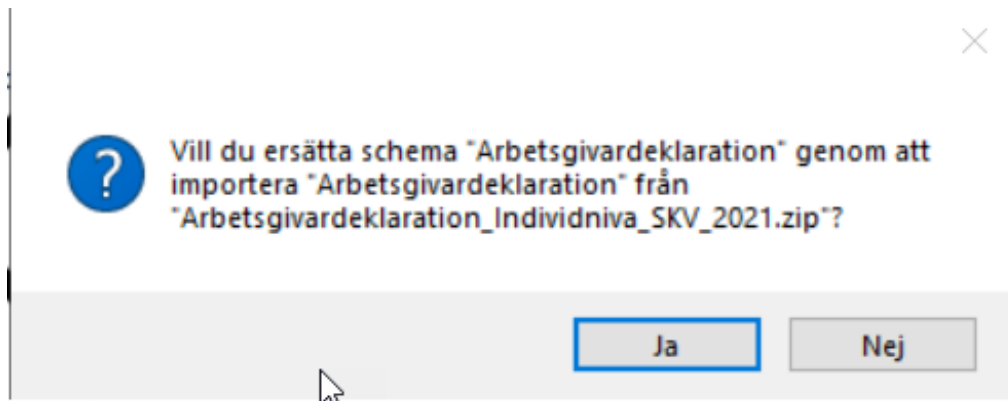 Vill du ersätta schema "Arbetsgivardeklaration" genom att
importera "Arbetsgivardeklaration" från
"Arbetsgivardeklaration_Individniva_SKV_2021.zip"?
Ja
Nej